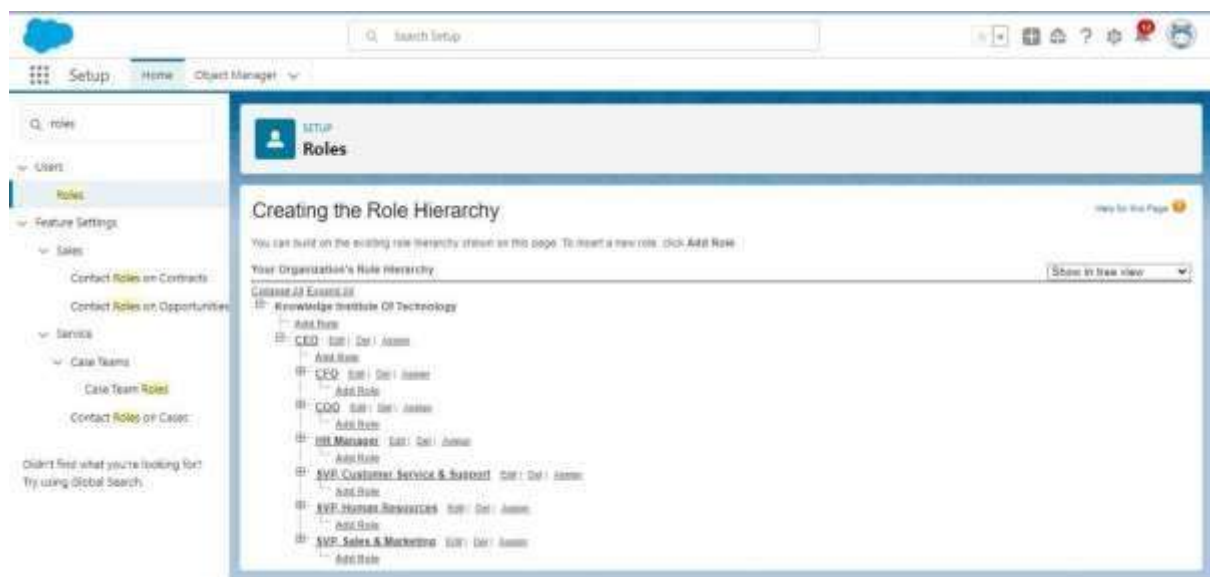 Search Setup
Setup Home Object Manager
roles
Users
Roles
Feature Settings
Sales
Contact Roles on Contracts
Contact Roles on Opportunities
Service
Case Teams
Case Team Roles
Contact Roles on Cases
Didn't find what you're looking for?
Try using Global Search.
SETUP
Roles
Creating the Role Hierarchy
Help for this Page
You can build on the existing role hierarchy shown on this page. To insert a new role, click Add Role.
Your Organization's Role Hierarchy
Show in tree view
Collapse All Expand All
Knowledge Institute Of Technology
Add Role
CEO Edit | Del | Assign
Add Role
CFO Edit | Del | Assign
Add Role
COO Edit | Del | Assign
Add Role
HR Manager Edit | Del | Assign
Add Role
SVP, Customer Service & Support Edit | Del | Assign
Add Role
SVP, Human Resources Edit | Del | Assign
Add Role
SVP, Sales & Marketing Edit | Del | Assign
Add Role